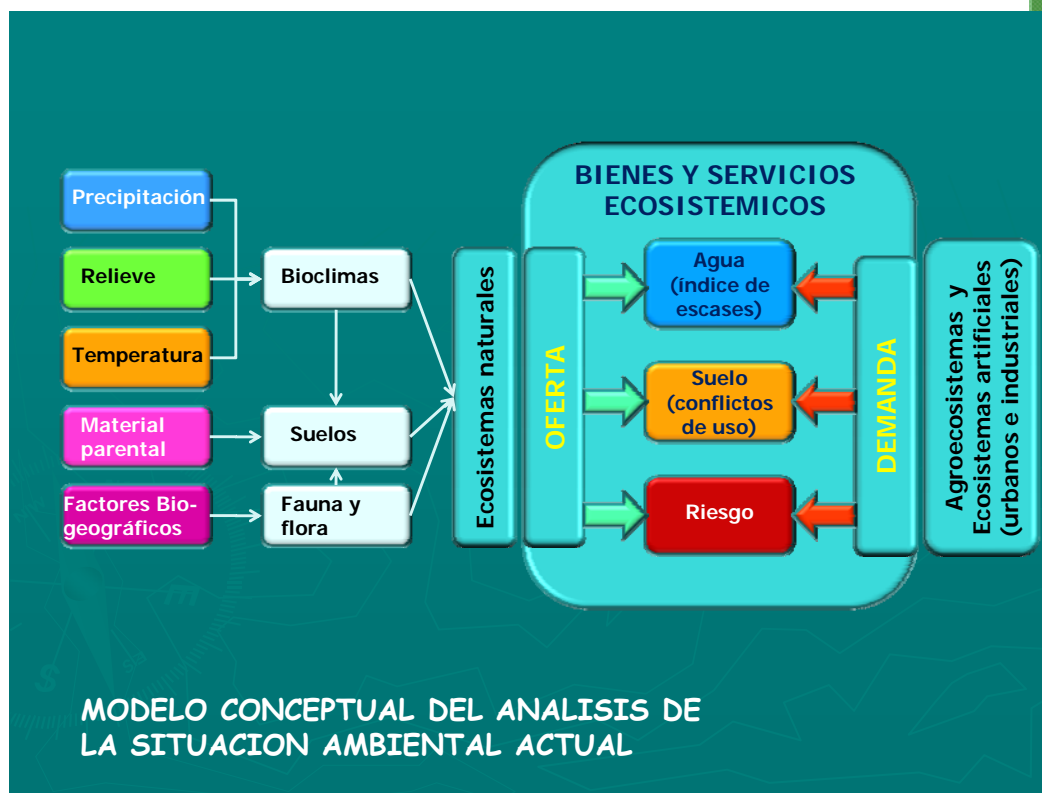 Precipitación
Relieve
Temperatura
Material
parental
Factores Bio-
geográficos
Bioclimas
Suelos
Fauna y
flora
Ecosistemas naturales
OFERTA
BIENES Y SERVICIOS
ECOSISTEMICOS
Agua
(índice de
escases)
Suelo
(conflictos
de uso)
Riesgo
DEMANDA
Agroecosistemas y
Ecosistemas artificiales
(urbanos e industriales)
MODELO CONCEPTUAL DEL ANALISIS DE
LA SITUACION AMBIENTAL ACTUAL